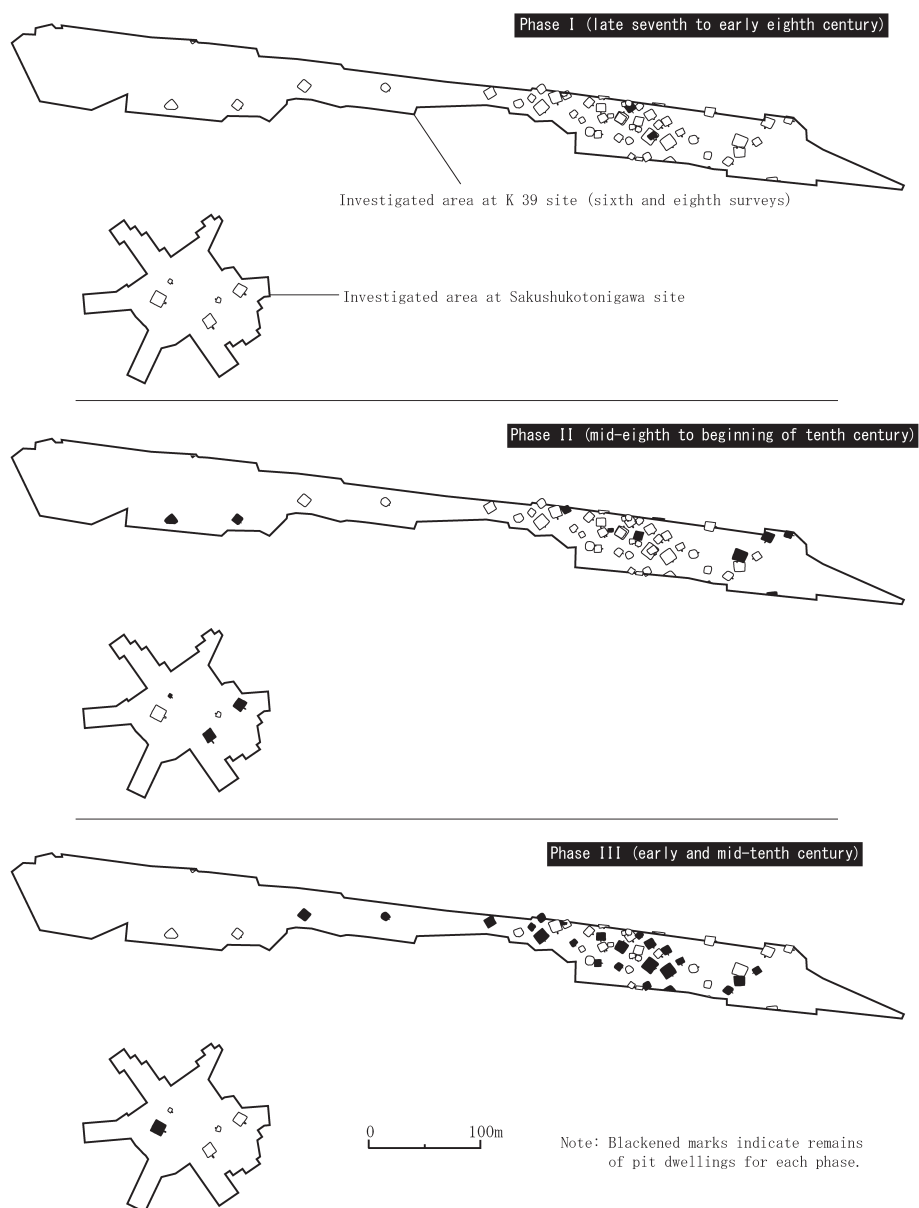 Phase I (late seventh to early eighth century)
Investigated area at K 39 site (sixth and eighth surveys)
Investigated area at Sakushukotonigawa site
Phase II (mid-eighth to beginning of tenth century)
Phase III (early and mid-tenth century)
0 100m
Note: Blackened marks indicate remains
of pit dwellings for each phase.